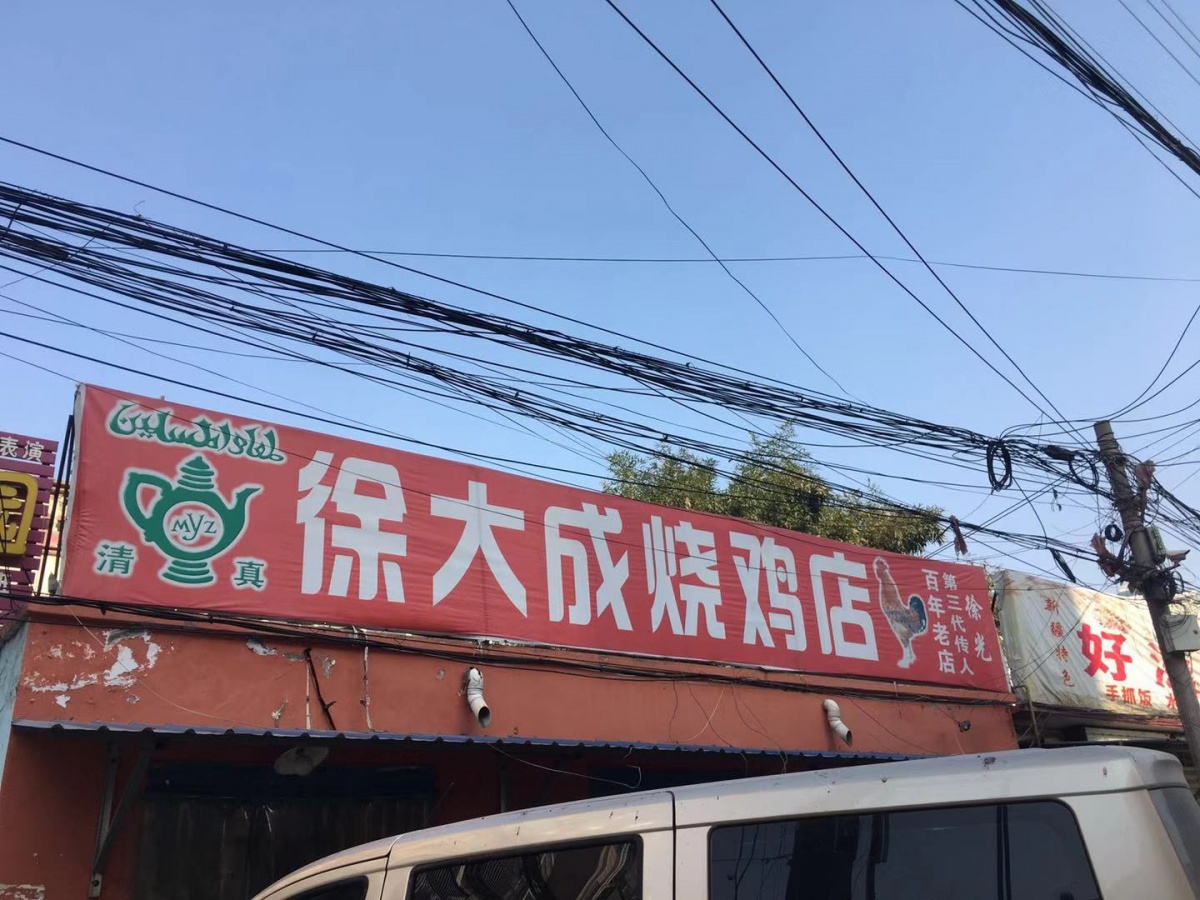 表演
MYZ
清 真
徐大成烧鸡店
百年老店
第三代传人
徐光
新疆特色
好
手抓饭 水